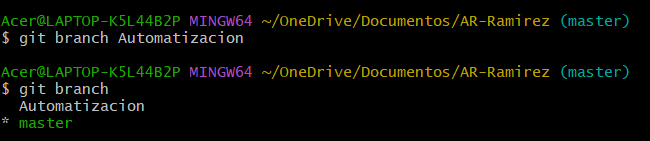 Acer@LAPTOP-K5L44B2P MINGW64 ~/OneDrive/Documentos/AR-Ramirez (master)
$ git branch Automatizacion
Acer@LAPTOP-K5L44B2P MINGW64 ~/OneDrive/Documentos/AR-Ramirez (master)
$ git branch
  Automatizacion
* master